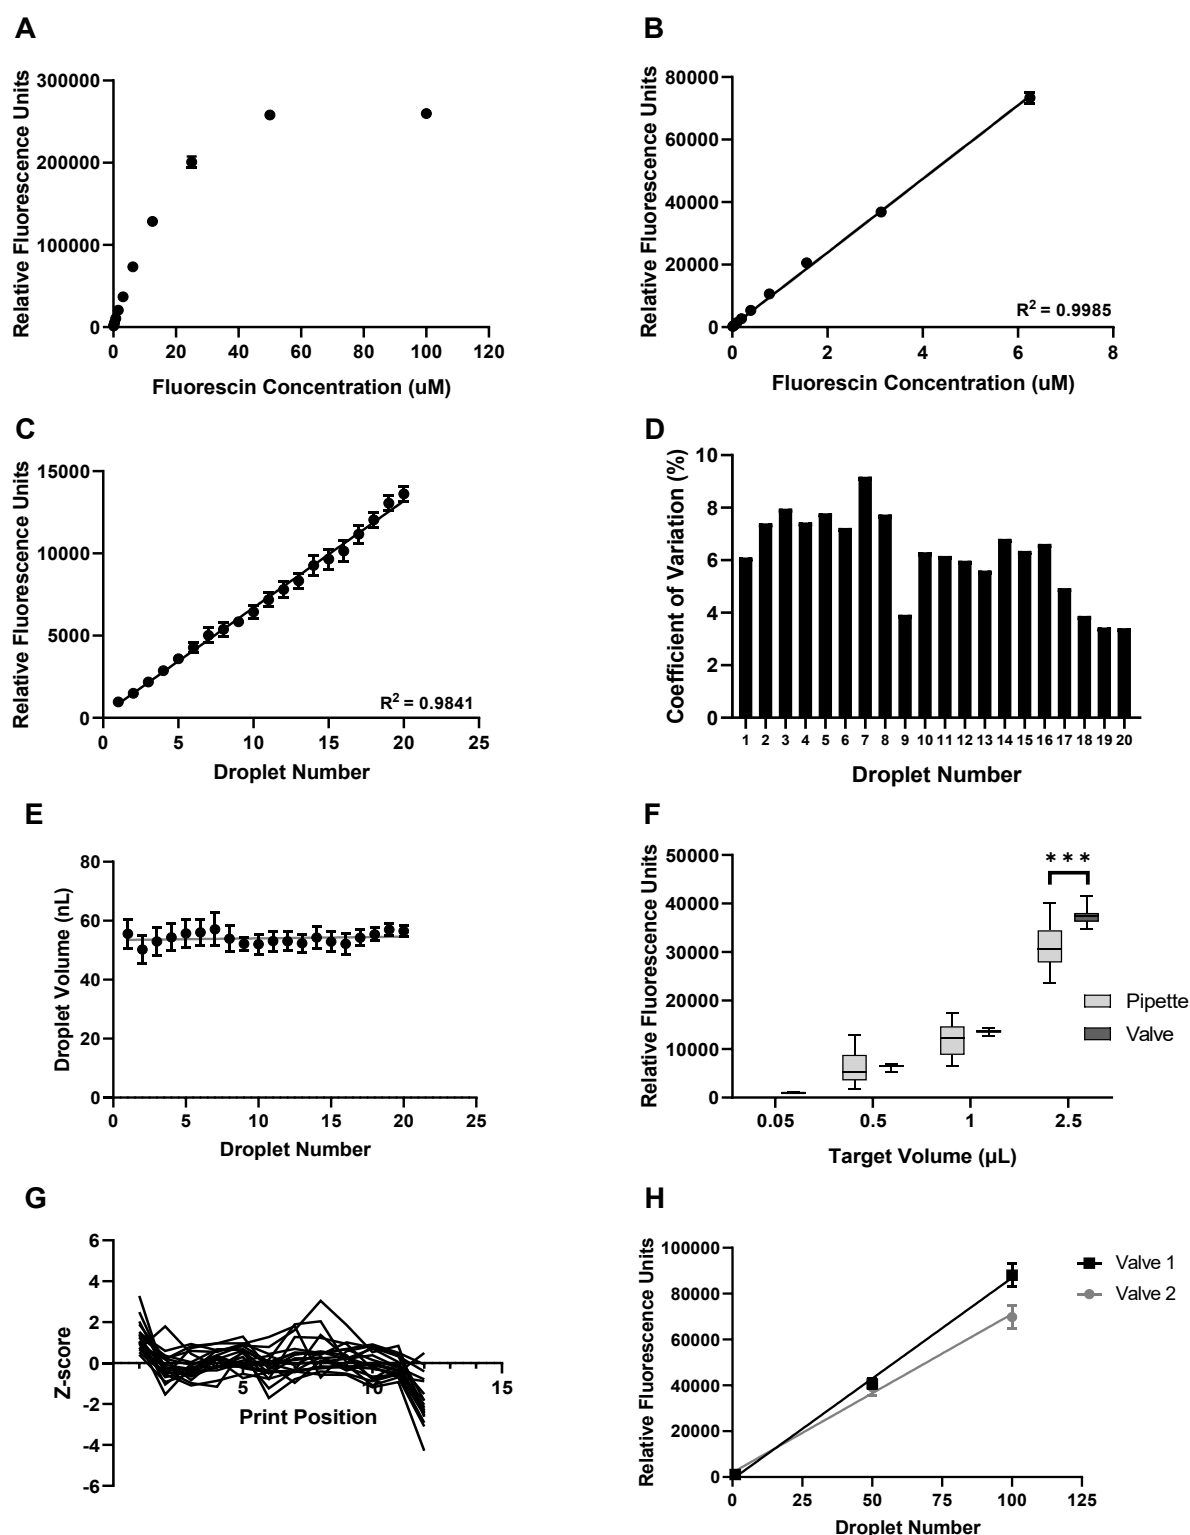 A
Relative Fluorescence Units
300000
200000
100000
0
0 20 40 60 80 100 120
Fluorescin Concentration (uM)
B
Relative Fluorescence Units
80000
60000
40000
20000
0
R² = 0.9985
0 2 4 6 8
Fluorescin Concentration (uM)
C
Relative Fluorescence Units
15000
10000
5000
0
R² = 0.9841
0 5 10 15 20 25
Droplet Number
D
Coefficient of Variation (%)
10
8
6
4
2
0
1 2 3 4 5 6 7 8 9 10 11 12 13 14 15 16 17 18 19 20
Droplet Number
E
Droplet Volume (nL)
80
60
40
20
0
0 5 10 15 20 25
Droplet Number
F
Relative Fluorescence Units
50000
40000
30000
20000
10000
0
***
Pipette
Valve
0.05 0.5 1 2.5
Target Volume (µL)
G
Z-score
6
4
2
0
-2
-4
-6
5 10 15
Print Position
H
Relative Fluorescence Units
100000
80000
60000
40000
20000
0
Valve 1
Valve 2
0 25 50 75 100 125
Droplet Number